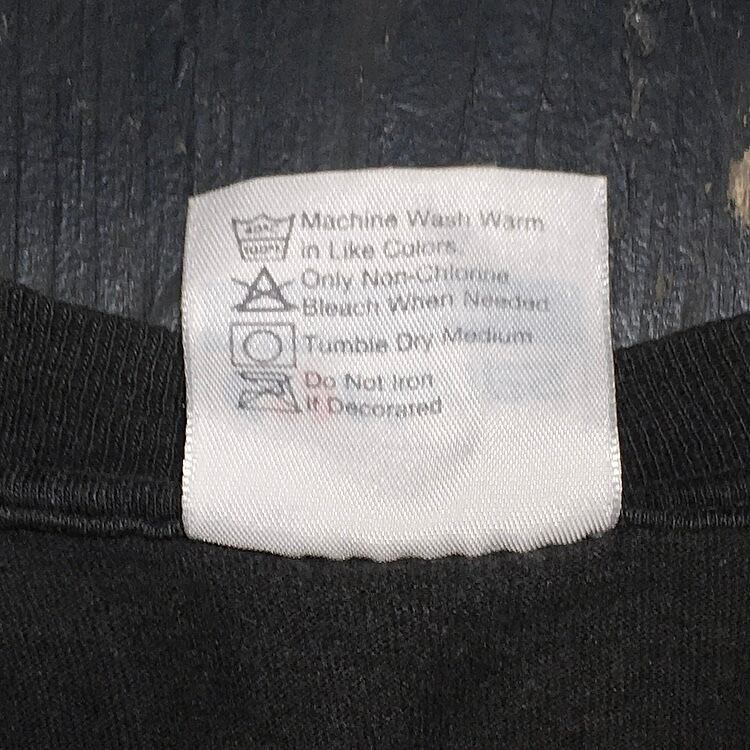 Machine Wash Warm
in Like Colors
Only Non-Chlorine
Bleach When Needed
Tumble Dry Medium
Do Not Iron
If Decorated